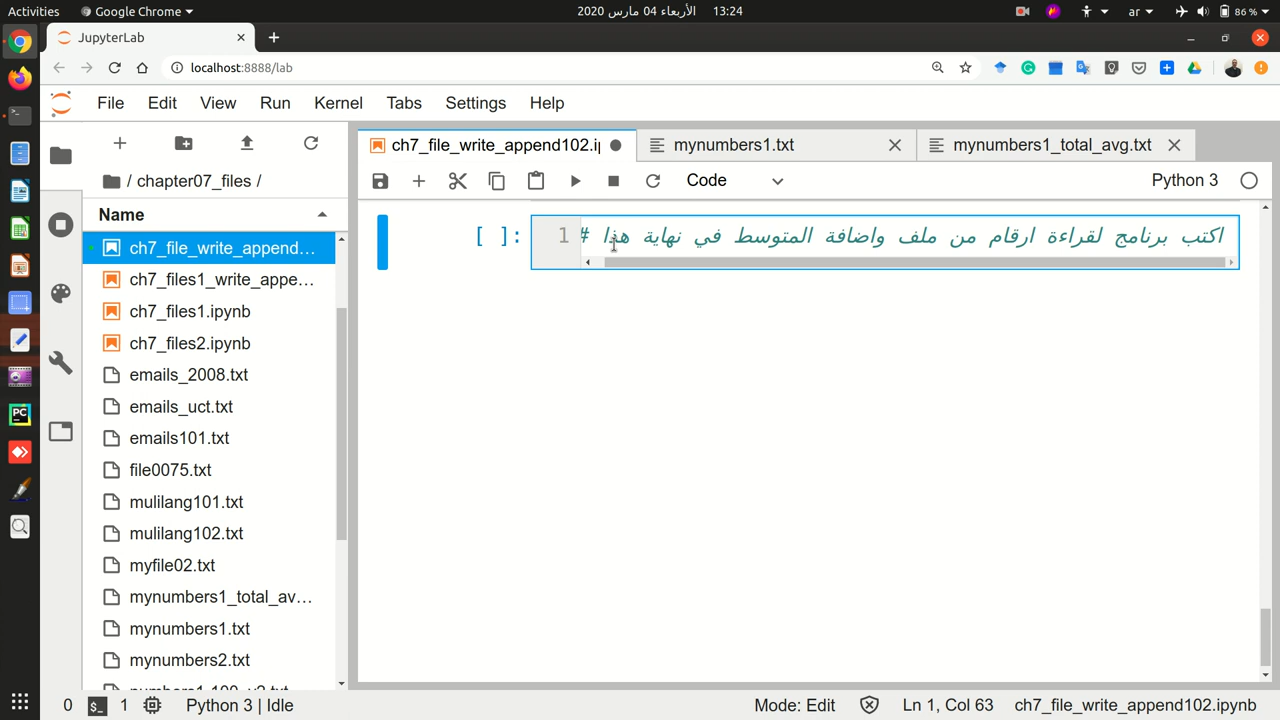 Activities
Google Chrome
الأربعاء 04 مارس 2020
13:24
ar
86 %
JupyterLab
localhost:8888/lab
File Edit View Run Kernel Tabs Settings Help
/ chapter07_files /
Name
ch7_file_write_append…
ch7_files1_write_appe…
ch7_files1.ipynb
ch7_files2.ipynb
emails_2008.txt
emails_uct.txt
emails101.txt
file0075.txt
mulilang101.txt
mulilang102.txt
myfile02.txt
mynumbers1_total_av…
mynumbers1.txt
mynumbers2.txt
ch7_file_write_append102.i
mynumbers1.txt
mynumbers1_total_avg.txt
Code
Python 3
[ ]:
1
# اكتب برنامج لقراءة ارقام من ملف واضافة المتوسط في نهاية هذا
0
$_
1
Python 3 | Idle
Mode: Edit
Ln 1, Col 63
ch7_file_write_append102.ipynb
PC